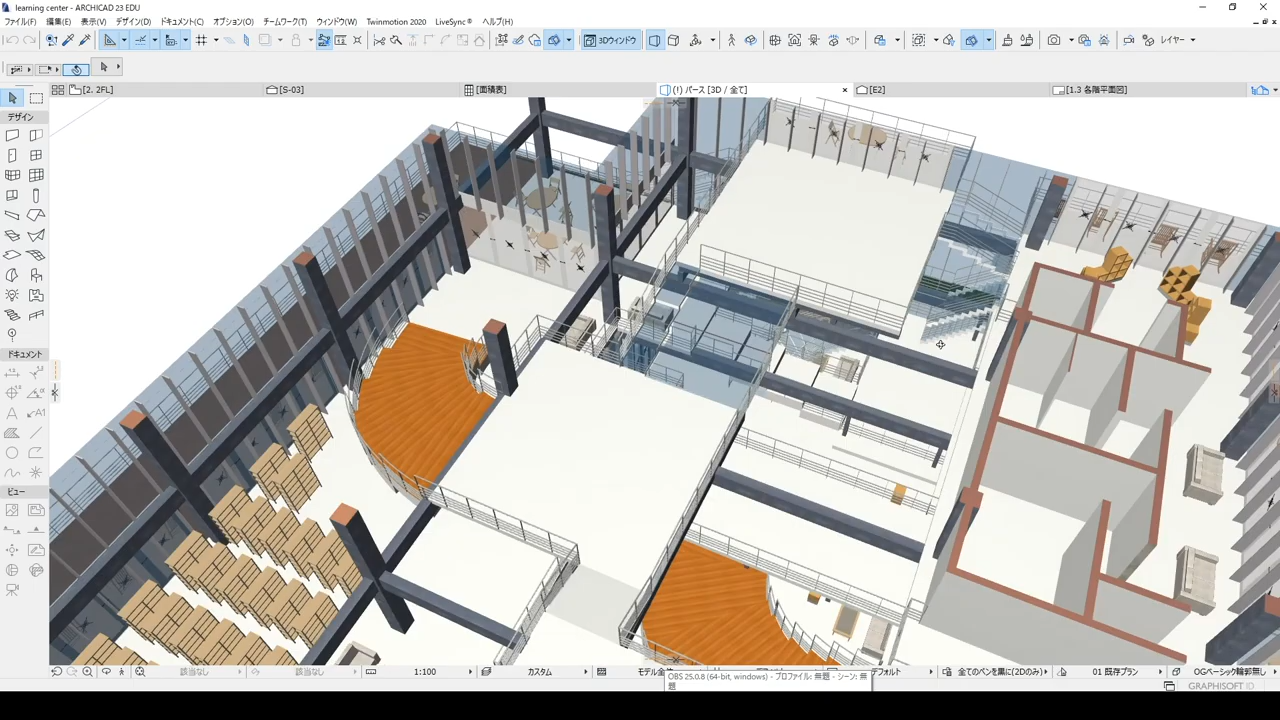 learning center - ARCHICAD 23 EDU
ファイル(F) 編集(E) 表示(V) デザイン(D) ドキュメント(C) オプション(O) チームワーク(T) ウィンドウ(W) Twinmotion 2020 LiveSync® ヘルプ(H)
3Dウィンドウ レイヤー
[2. 2FL] [S-03] [面積表] (!) パース [3D / 全て] [E2] [1.3 各階平面図]
デザイン
ドキュメント
A A1
ビュー
該当なし 該当なし 1:100 カスタム モデル全 デフォルト 全てのペンを黒に(2Dのみ) 01 既存プラン OGベーシック輪郭無し
OBS 25.0.8 (64-bit, windows) - プロファイル: 無題 - シーン: 無
題
GRAPHISOFT ID